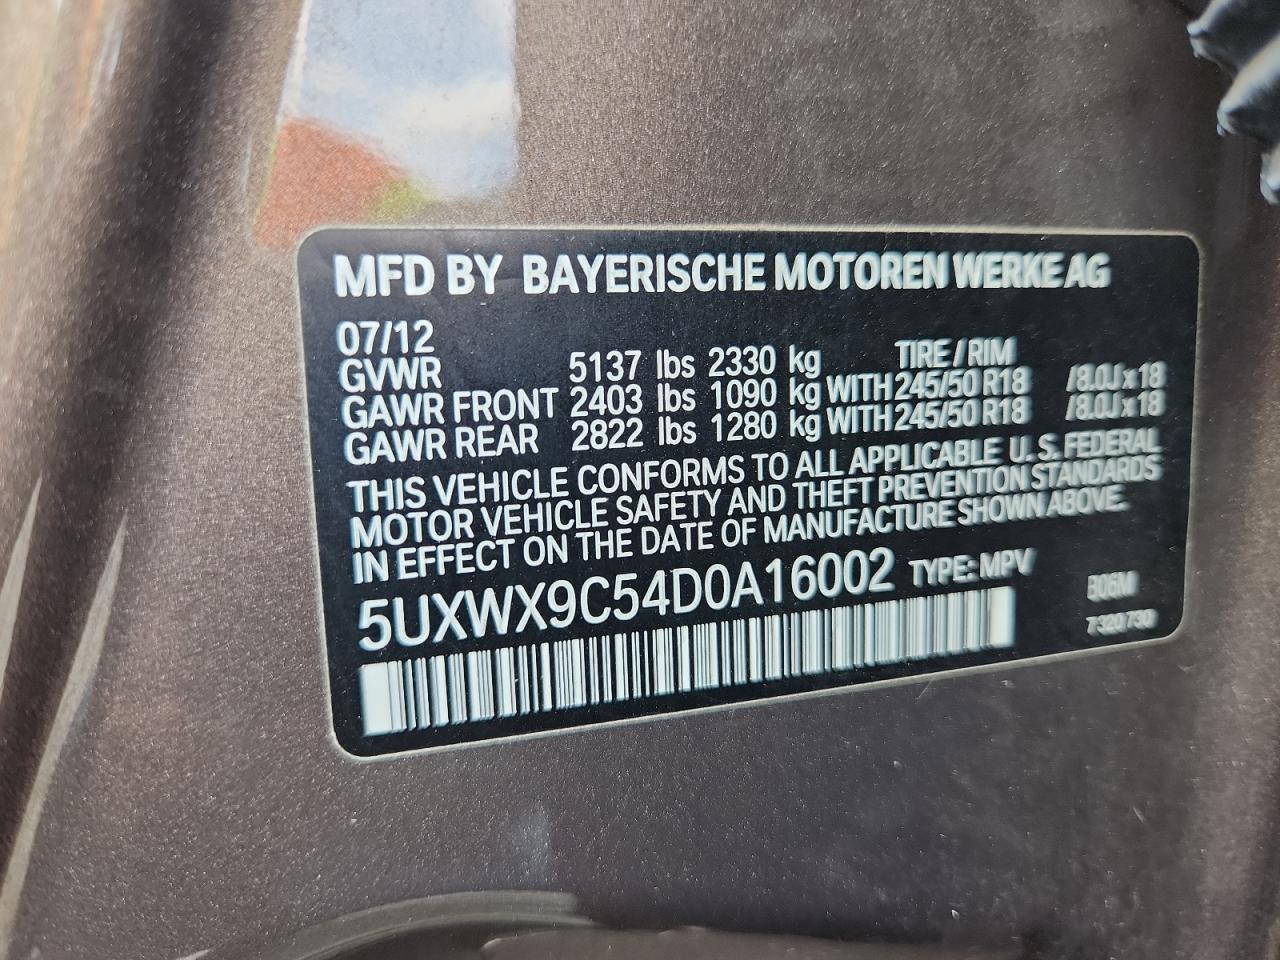 MFD BY BAYERISCHE MOTOREN WERKE AG
07/12
GVWR 5137 lbs 2330 kg TIRE / RIM
GAWR FRONT 2403 lbs 1090 kg WITH 245/50 R18 / 8.0J x 18
GAWR REAR 2822 lbs 1280 kg WITH 245/50 R18 / 8.0J x 18
THIS VEHICLE CONFORMS TO ALL APPLICABLE U.S. FEDERAL
MOTOR VEHICLE SAFETY AND THEFT PREVENTION STANDARDS
IN EFFECT ON THE DATE OF MANUFACTURE SHOWN ABOVE.
5UXWX9C54D0A16002 TYPE: MPV
B06M
7 320 730